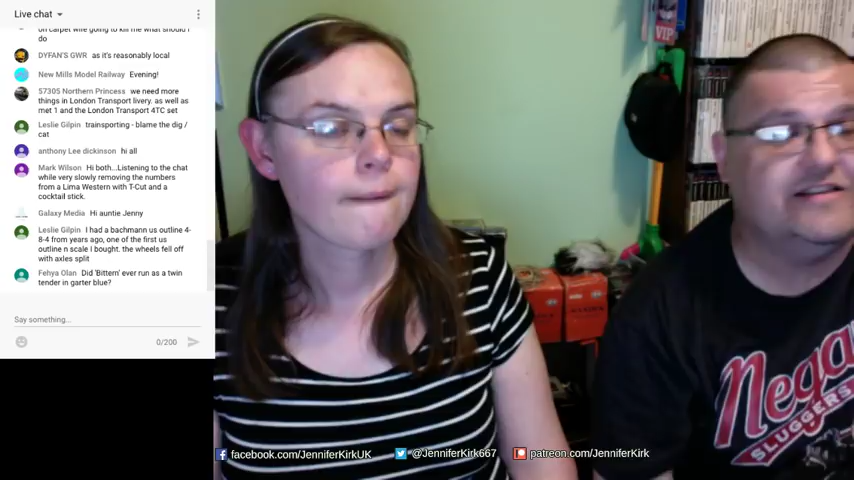 Live chat
on carpet wife going to kill me what should i
do
DYFAN'S GWR as it's reasonably local
New Mills Model Railway Evening!
57305 Northern Princess we need more
things in London Transport livery. as well as
met 1 and the London Transport 4TC set
Leslie Gilpin trainsporting - blame the dig /
cat
anthony Lee dickinson hi all
Mark Wilson Hi both...Listening to the chat
while very slowly removing the numbers
from a Lima Western with T-Cut and a
cocktail stick.
Galaxy Media Hi auntie Jenny
Leslie Gilpin I had a bachmann us outline 4-
8-4 from years ago, one of the first us
outline n scale i bought. the wheels fell off
with axles split
Fehya Olan Did 'Bittern' ever run as a twin
tender in garter blue?
Say something...
0/200
VIP
Nega
SLUGGERS
facebook.com/JenniferKirkUK
@JenniferKirk667
patreon.com/JenniferKirk